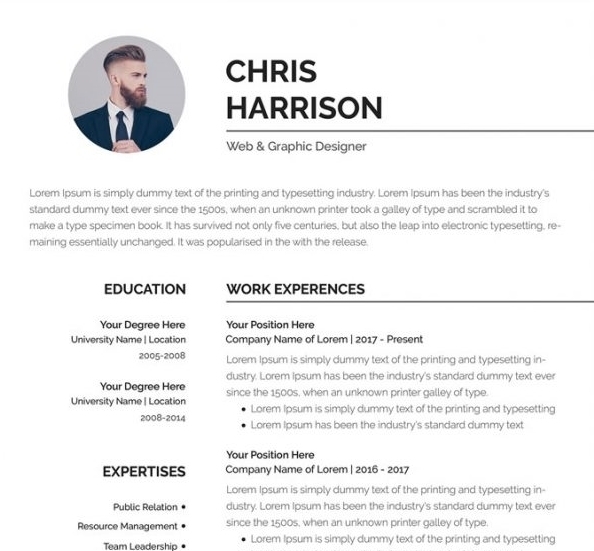 CHRIS
HARRISON
Web & Graphic Designer
Lorem Ipsum is simply dummy text of the printing and typesetting industry. Lorem Ipsum has been the industry's
standard dummy text ever since the 1500s, when an unknown printer took a galley of type and scrambled it to
make a type specimen book. It has survived not only five centuries, but also the leap into electronic typesetting, re-
maining essentially unchanged. It was popularised in the with the release.
EDUCATION
Your Degree Here
University Name | Location
2005-2008
Your Degree Here
University Name | Location
2008-2014
EXPERTISES
Public Relation •
Resource Management •
Team Leadership •
WORK EXPERENCES
Your Position Here
Company Name of Lorem | 2017 - Present
Lorem Ipsum is simply dummy text of the printing and typesetting in-
dustry. Lorem Ipsum has been the industry's standard dummy text ever
since the 1500s, when an unknown printer galley of type.
• Lorem Ipsum is simply dummy text of the printing and typesetting
• Lorem Ipsum has been the industry's standard dummy text
Your Position Here
Company Name of Lorem | 2016 - 2017
Lorem Ipsum is simply dummy text of the printing and typesetting in-
dustry. Lorem Ipsum has been the industry's standard dummy text ever
since the 1500s, when an unknown printer galley of type.
• Lorem Ipsum is simply dummy text of the printing and typesetting